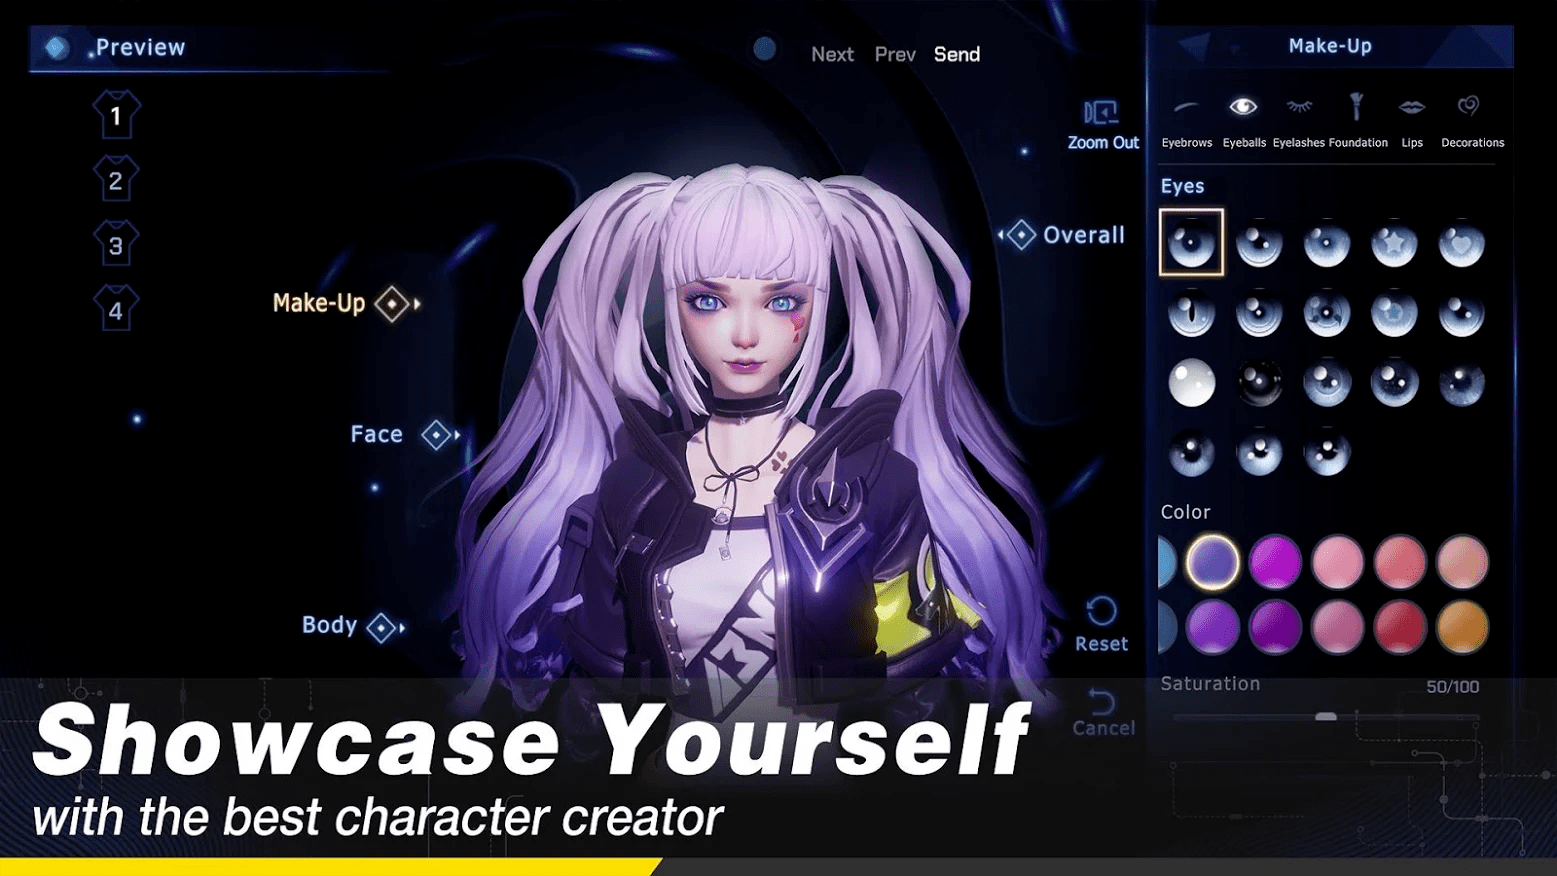 Preview
1
2
3
4
Next Prev Send
Zoom Out
Overall
Make-Up
Face
Body
Reset
Cancel
Make-Up
Eyebrows Eyeballs Eyelashes Foundation Lips Decorations
Eyes
Color
Saturation 50/100
Showcase Yourself
with the best character creator